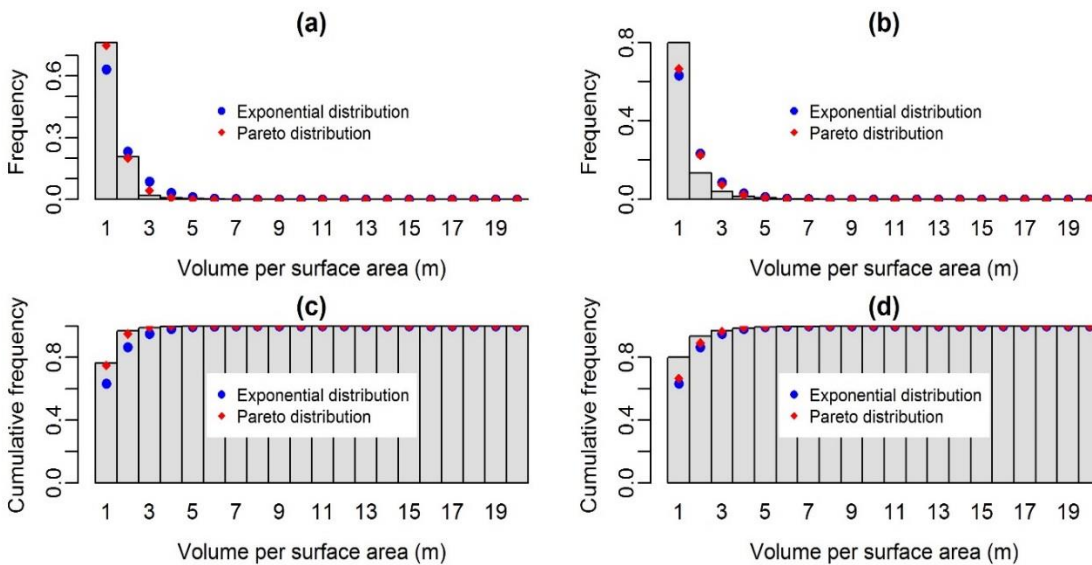 (a)
Frequency
0.0 0.3 0.6
Exponential distribution
Pareto distribution
1 3 5 7 9 11 13 15 17 19
Volume per surface area (m)
(b)
Frequency
0.0 0.4 0.8
Exponential distribution
Pareto distribution
1 3 5 7 9 11 13 15 17 19
Volume per surface area (m)
(c)
Cumulative frequency
0.0 0.4 0.8
Exponential distribution
Pareto distribution
1 3 5 7 9 11 13 15 17 19
Volume per surface area (m)
(d)
Cumulative frequency
0.0 0.4 0.8
Exponential distribution
Pareto distribution
1 3 5 7 9 11 13 15 17 19
Volume per surface area (m)